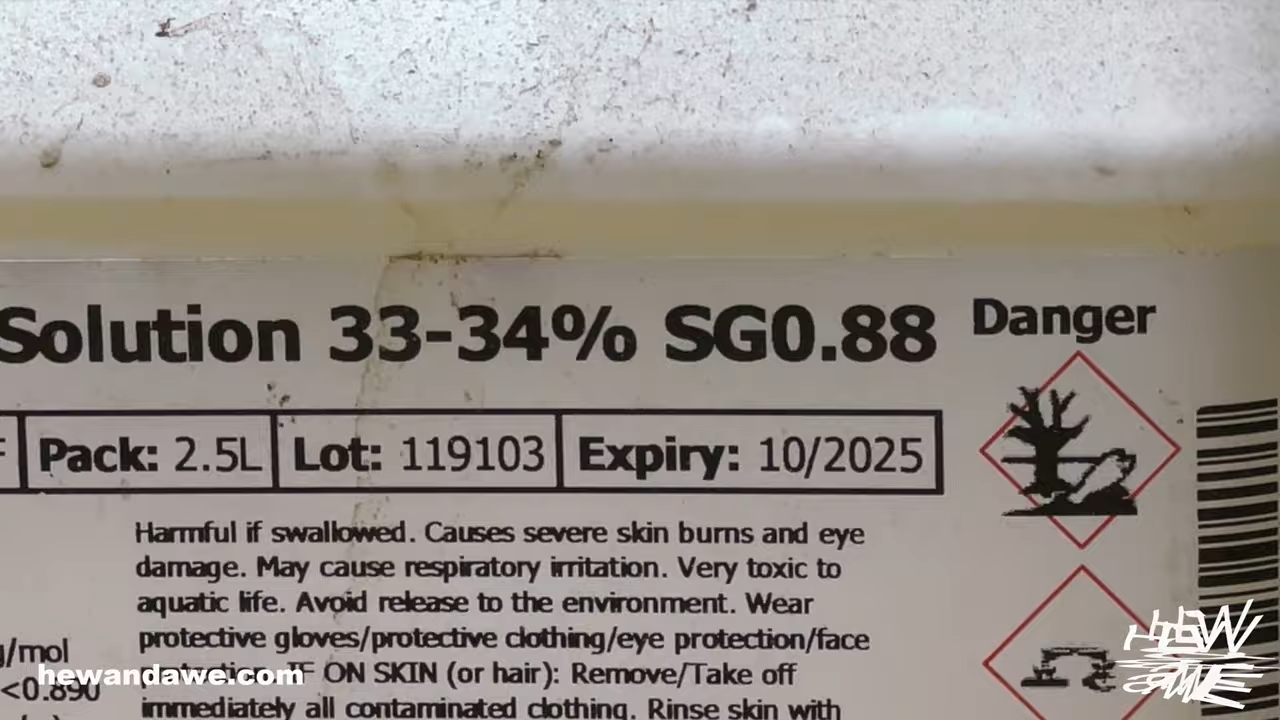 Solution 33-34% SG0.88
Danger
Pack: 2.5L Lot: 119103 Expiry: 10/2025
Harmful if swallowed. Causes severe skin burns and eye
damage. May cause respiratory irritation. Very toxic to
aquatic life. Avoid release to the environment. Wear
protective gloves/protective clothing/eye protection/face
g/mol
protection. IF ON SKIN (or hair): Remove/Take off
<0.890
immediately all contaminated clothing. Rinse skin with
hewandawe.com
HEW
AWE